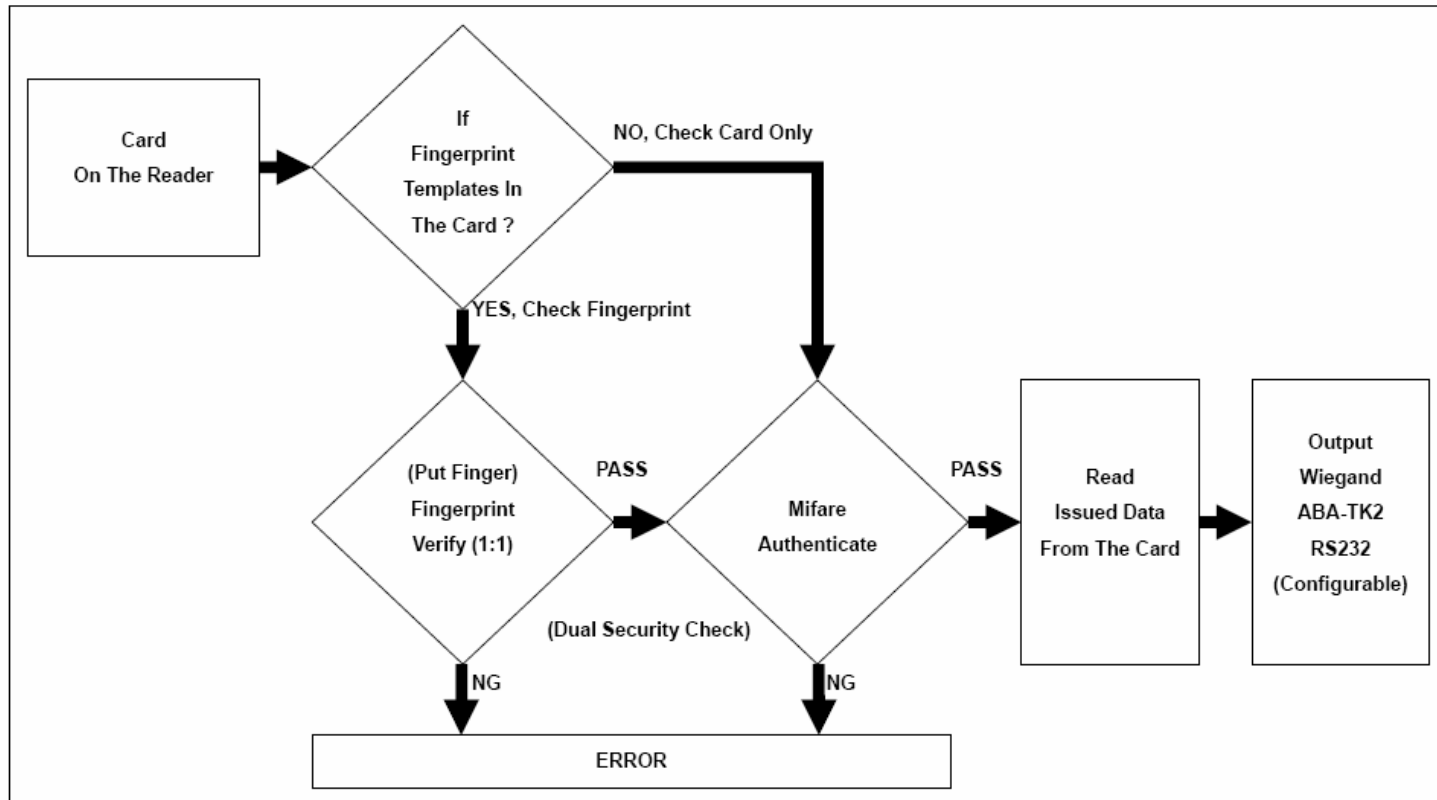 Card
On The Reader
If
Fingerprint
Templates In
The Card ?
NO, Check Card Only
YES, Check Fingerprint
(Put Finger)
Fingerprint
Verify (1:1)
PASS
Mifare
Authenticate
PASS
Read
Issued Data
From The Card
Output
Wiegand
ABA-TK2
RS232
(Configurable)
(Dual Security Check)
NG
NG
ERROR